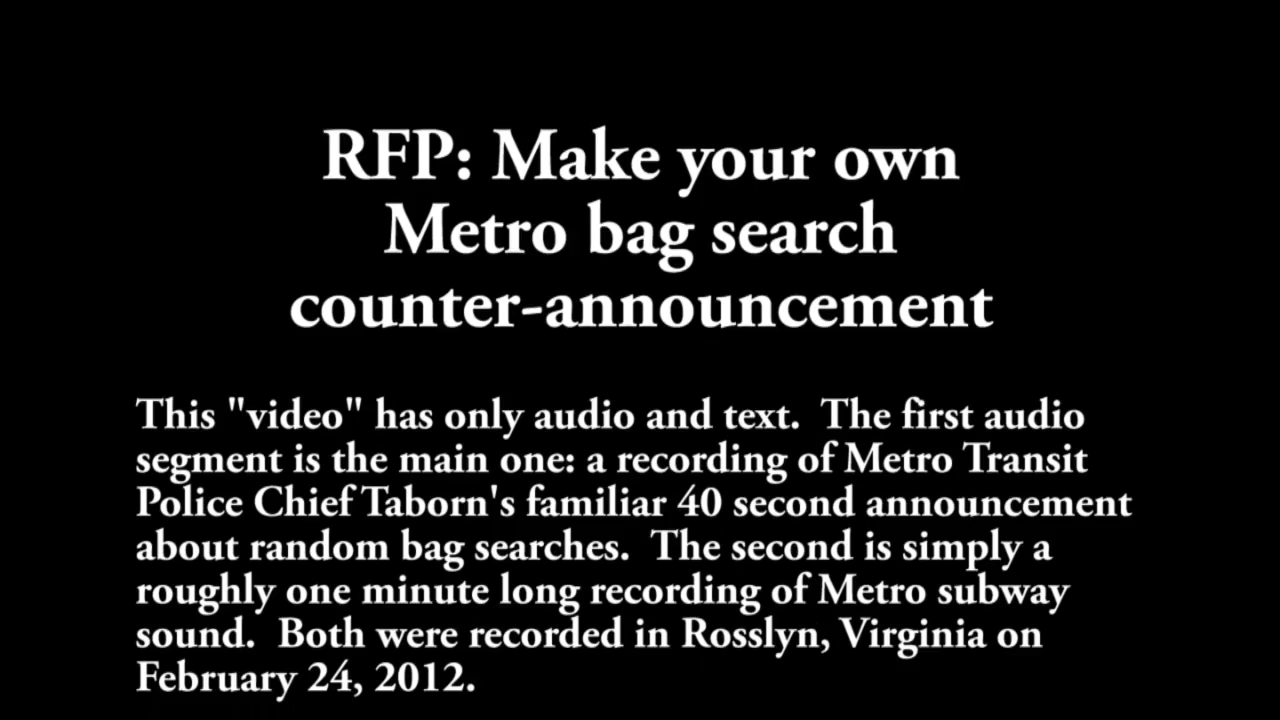 RFP: Make your own
Metro bag search
counter-announcement
This "video" has only audio and text.  The first audio
segment is the main one: a recording of Metro Transit
Police Chief Taborn's familiar 40 second announcement
about random bag searches.  The second is simply a
roughly one minute long recording of Metro subway
sound.  Both were recorded in Rosslyn, Virginia on
February 24, 2012.